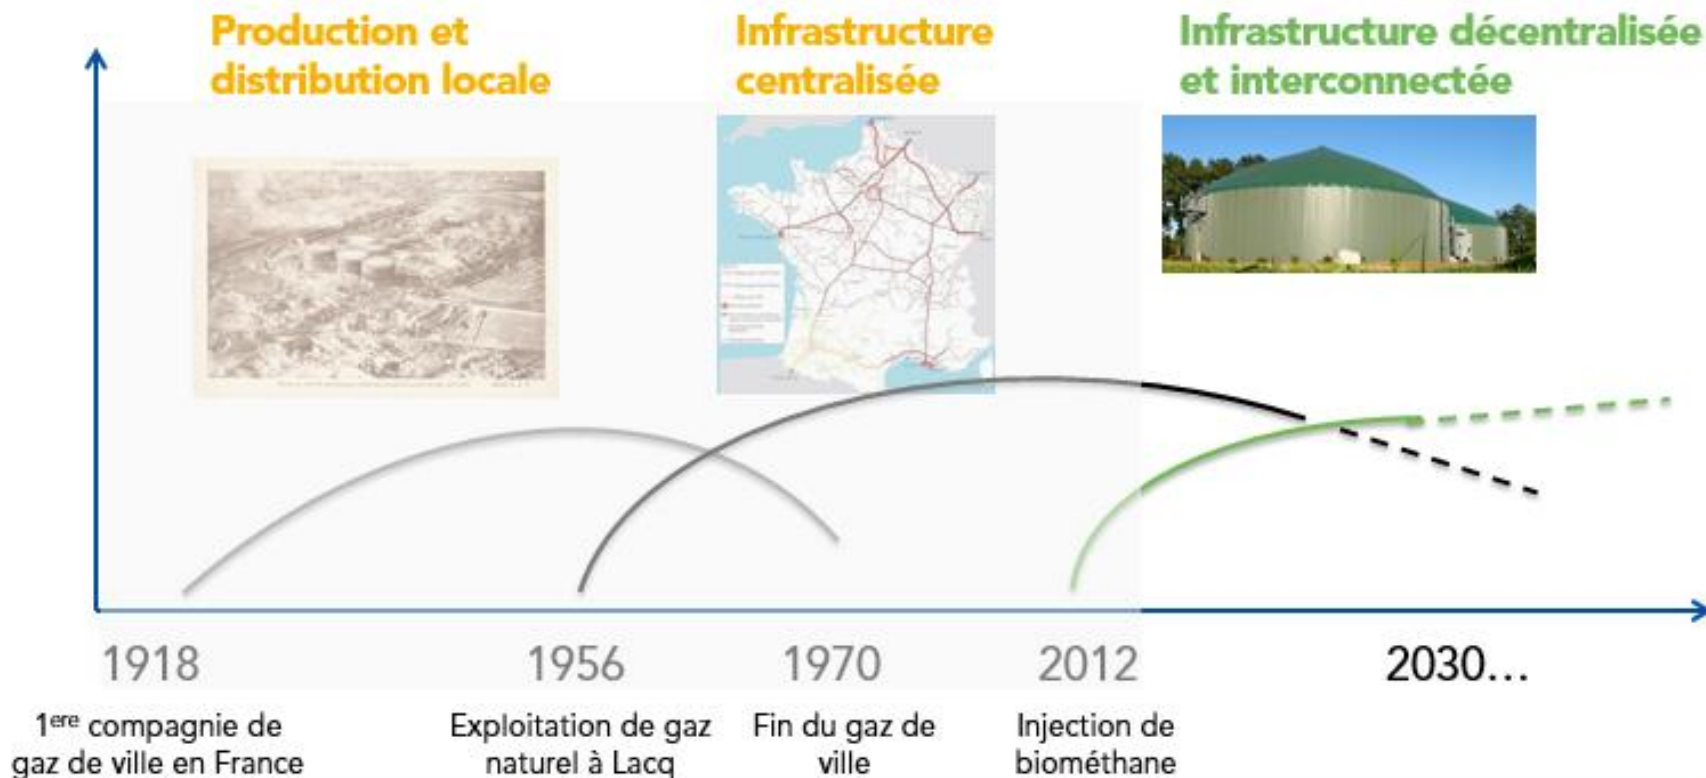 Production et
distribution locale
Infrastructure
centralisée
Infrastructure décentralisée
et interconnectée
1918
1956
1970
2012
2030...
1ere compagnie de
gaz de ville en France
Exploitation de gaz
naturel à Lacq
Fin du gaz de
ville
Injection de
biométhane